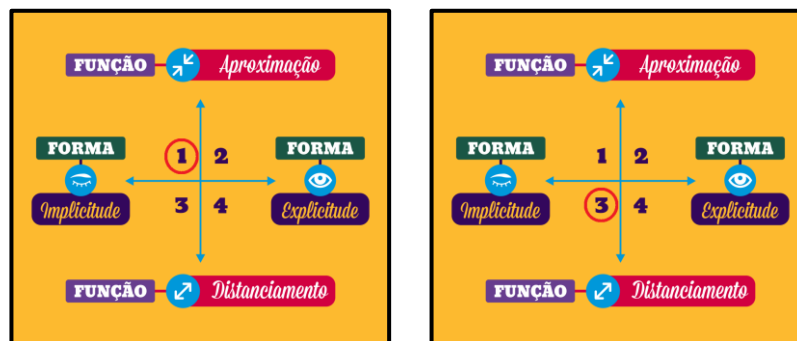 FUNÇÃO Aproximação
FORMA FORMA
1 2
Implicitude Explicitude
3 4
FUNÇÃO Distanciamento
FUNÇÃO Aproximação
FORMA FORMA
1 2
Implicitude Explicitude
3 4
FUNÇÃO Distanciamento